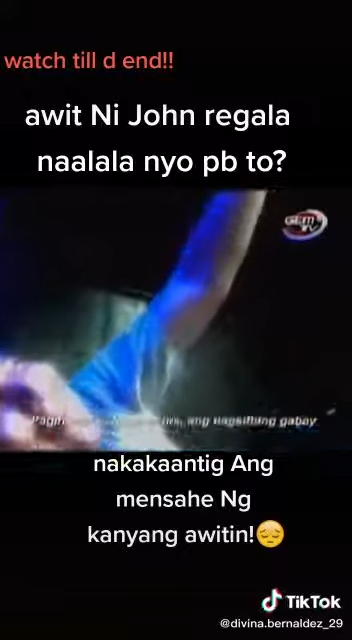 watch till d end!!
awit Ni John regala
naalala nyo pb to?
GEM TV
ang nagsilbing gabay
nakakaantig Ang
mensahe Ng
kanyang awitin!😔
TikTok
@divina.bernaldez_29